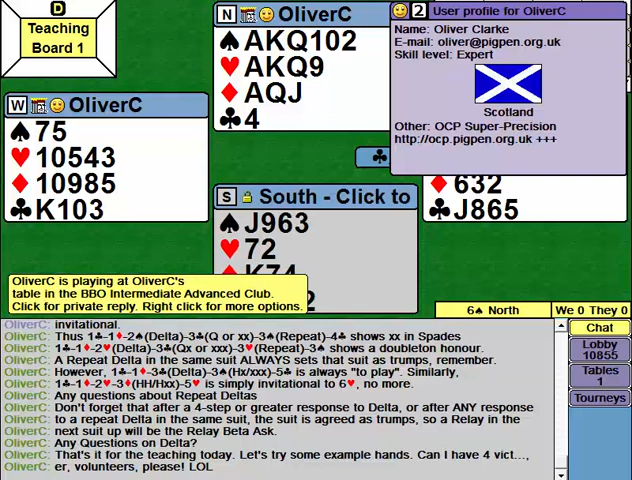 D
Teaching
Board 1
N OliverC
♠AKQ102
♥AKQ9
♦AQJ
♣4
2 User profile for OliverC
Name: Oliver Clarke
E-mail: oliver@pigpen.org.uk
Skill level: Expert
Scotland
Other: OCP Super-Precision
http://ocp.pigpen.org.uk +++
W OliverC
♠75
♥10543
♦10985
♣K103
♣
♦632
♣J865
S South - Click to
♠J963
♥72
♦K74
2
OliverC is playing at OliverC's
table in the BBO Intermediate Advanced Club.
Click for private reply. Right click for more options.
6♠ North
We 0 They 0
OliverC: invitational.
OliverC: Thus 1♣-1♦-2♠(Delta)-3♣(Q or xx)-3♠(Repeat)-4♣ shows xx in Spades
OliverC: 1♣-1♦-2♥(Delta)-3♣(Qx or xxx)-3♥(Repeat)-3♠ shows a doubleton honour.
OliverC: A Repeat Delta in the same suit ALWAYS sets that suit as trumps, remember.
OliverC: However, 1♣-1♦-3♣(Delta)-3♠(Hx/xxx)-5♣ is always "to play". Similarly,
OliverC: 1♣-1♦-2♥-3♦(HH/Hxx)-5♥ is simply invitational to 6♥, no more.
OliverC: Any questions about Repeat Deltas
OliverC: Don't forget that after a 4-step or greater response to Delta, or after ANY response
OliverC: to a repeat Delta in the same suit, the suit is agreed as trumps, so a Relay in the
OliverC: next suit up will be the Relay Beta Ask.
OliverC: Any Questions on Delta?
OliverC: That's it for the teaching today. Let's try some example hands. Can I have 4 vict...,
OliverC: er, volunteers, please! LOL
Chat
Lobby
10855
Tables
1
Tourneys